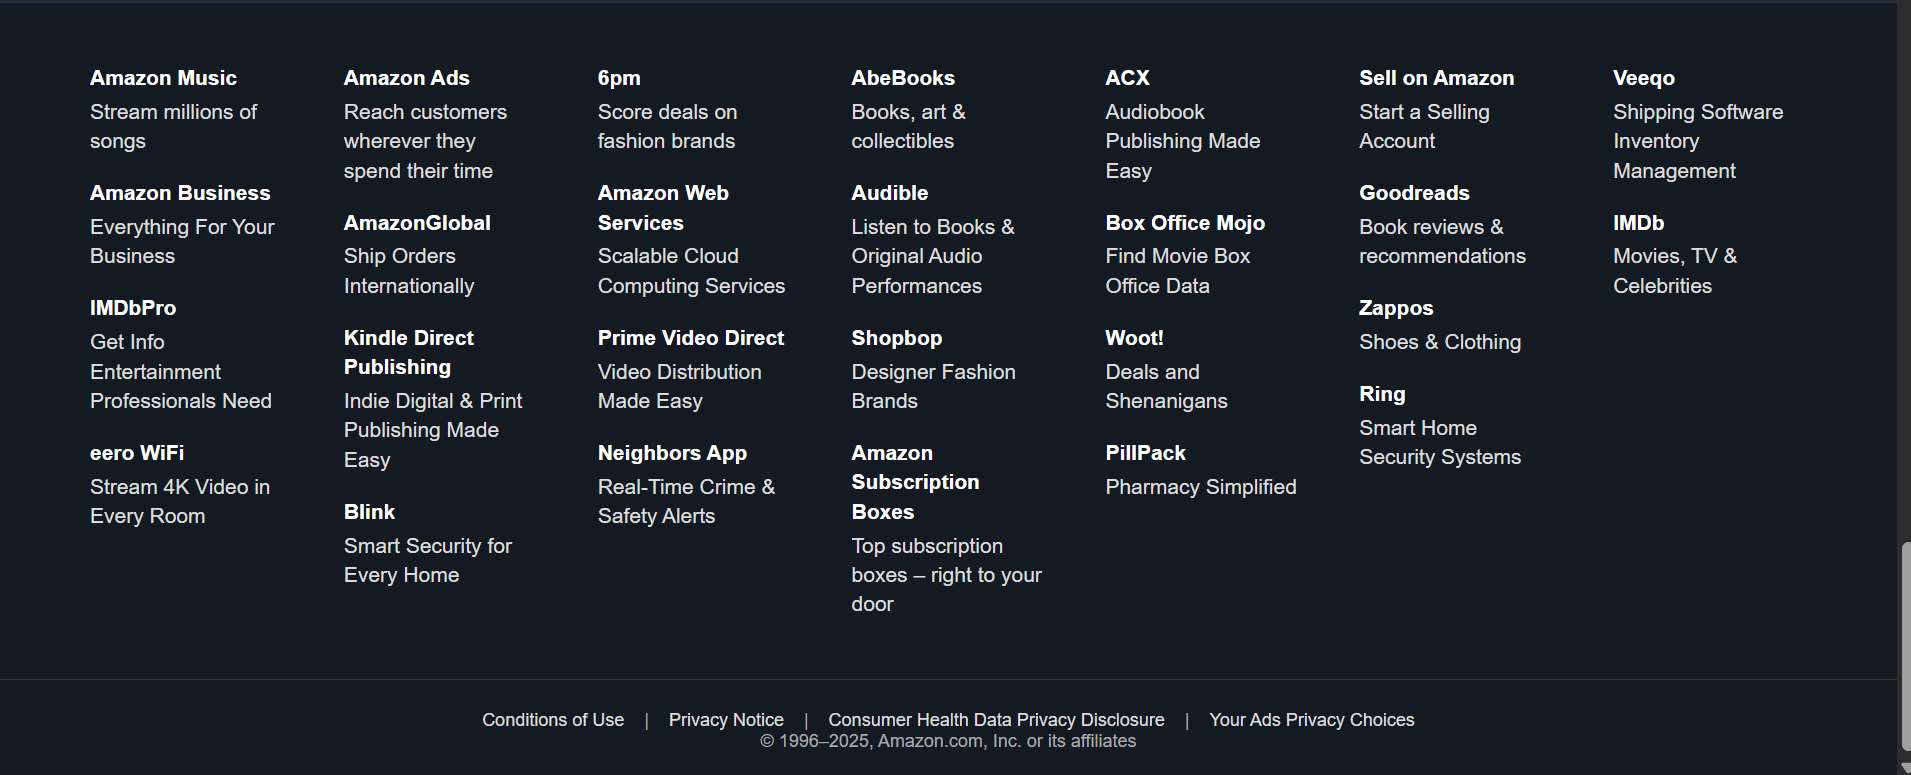 Amazon Music
Stream millions of
songs
Amazon Business
Everything For Your
Business
IMDbPro
Get Info
Entertainment
Professionals Need
eero WiFi
Stream 4K Video in
Every Room
Amazon Ads
Reach customers
wherever they
spend their time
AmazonGlobal
Ship Orders
Internationally
Kindle Direct
Publishing
Indie Digital & Print
Publishing Made
Easy
Blink
Smart Security for
Every Home
6pm
Score deals on
fashion brands
Amazon Web
Services
Scalable Cloud
Computing Services
Prime Video Direct
Video Distribution
Made Easy
Neighbors App
Real-Time Crime &
Safety Alerts
AbeBooks
Books, art &
collectibles
Audible
Listen to Books &
Original Audio
Performances
Shopbop
Designer Fashion
Brands
Amazon
Subscription
Boxes
Top subscription
boxes – right to your
door
ACX
Audiobook
Publishing Made
Easy
Box Office Mojo
Find Movie Box
Office Data
Woot!
Deals and
Shenanigans
PillPack
Pharmacy Simplified
Sell on Amazon
Start a Selling
Account
Goodreads
Book reviews &
recommendations
Zappos
Shoes & Clothing
Ring
Smart Home
Security Systems
Veeqo
Shipping Software
Inventory
Management
IMDb
Movies, TV &
Celebrities
Conditions of Use | Privacy Notice | Consumer Health Data Privacy Disclosure | Your Ads Privacy Choices
© 1996–2025, Amazon.com, Inc. or its affiliates